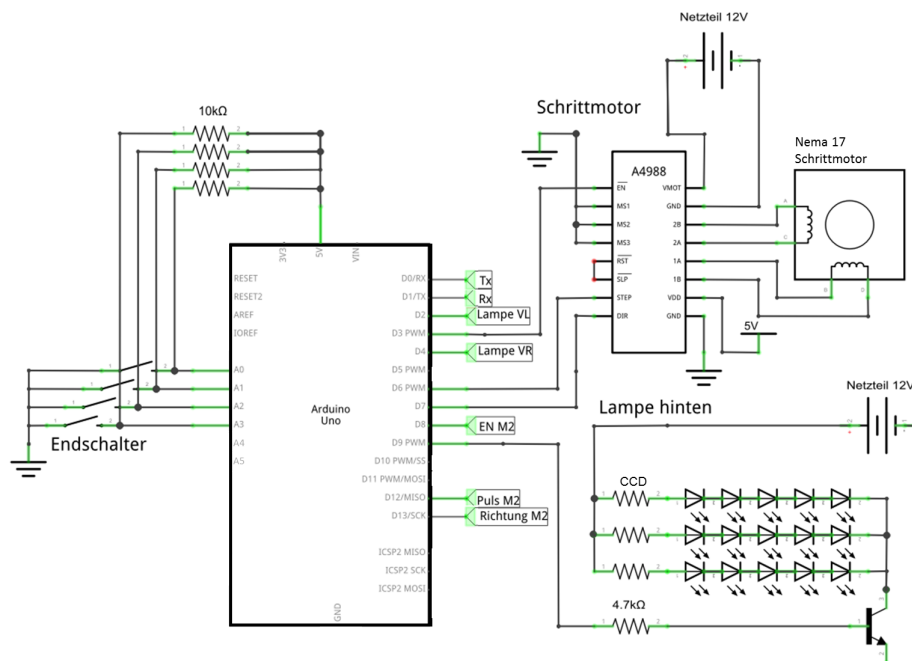 Netzteil 12V
10kΩ
Schrittmotor
Nema 17
Schrittmotor
A4988
EN
MS1
MS2
MS3
RST
SLP
STEP
DIR
VMOT
GND
2B
2A
1A
1B
VDD
GND
5V
3V3
5V
VIN
RESET
RESET2
AREF
IOREF
A0
A1
A2
A3
A4
A5
Arduino
Uno
D0/RX
D1/TX
D2
D3 PWM
D4
D5 PWM
D6 PWM
D7
D8
D9 PWM
D10 PWM/SS
D11 PWM/MOSI
D12/MISO
D13/SCK
ICSP2 MISO
ICSP2 SCK
ICSP2 MOSI
GND
Tx
Rx
Lampe VL
Lampe VR
EN M2
Puls M2
Richtung M2
Endschalter
Lampe hinten
Netzteil 12V
CCD
4.7kΩ